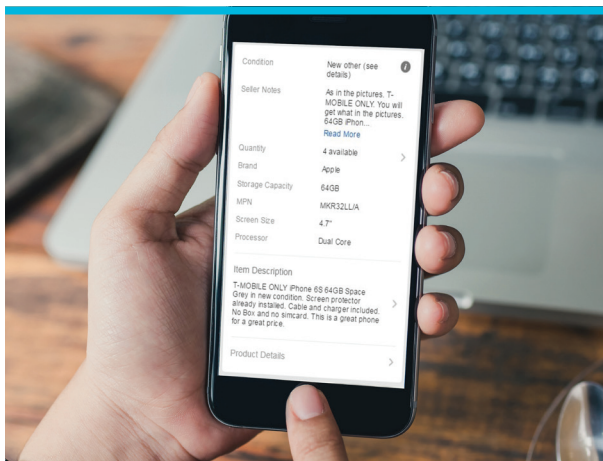 Condition
New other (see
details)
Seller Notes
As in the pictures. T-
MOBILE ONLY. You will
get what in the pictures.
64GB iPhon...
Read More
Quantity
4 available
Brand
Apple
Storage Capacity
64GB
MPN
MKR32LL/A
Screen Size
4.7"
Processor
Dual Core
Item Description
T-MOBILE ONLY iPhone 6S 64GB Space
Grey in new condition. Screen protector
already installed. Cable and charger included.
No Box and no simcard. This is a great phone
for a great price.
Product Details